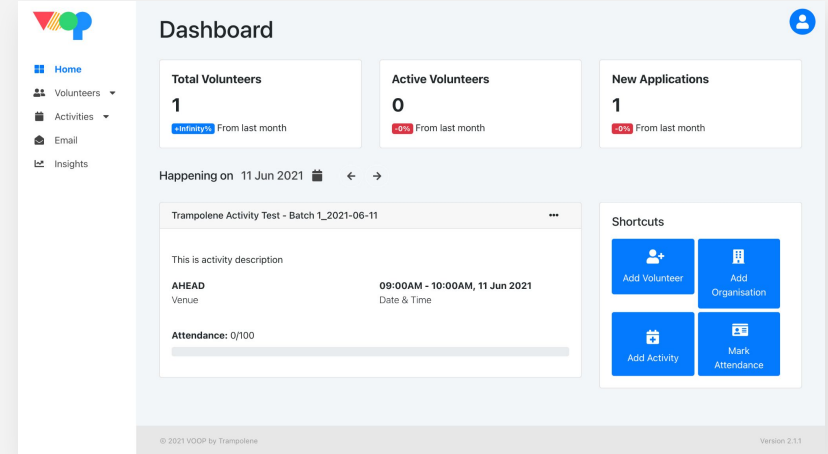 VOOP
Dashboard
Home
Volunteers
Activities
Email
Insights
Total Volunteers
1
+Infinity% From last month
Active Volunteers
0
-0% From last month
New Applications
1
-0% From last month
Happening on 11 Jun 2021
Trampolene Activity Test - Batch 1_2021-06-11
This is activity description
AHEAD
Venue
09:00AM - 10:00AM, 11 Jun 2021
Date & Time
Attendance: 0/100
Shortcuts
Add Volunteer
Add
Organisation
Add Activity
Mark
Attendance
© 2021 VOOP by Trampolene
Version 2.1.1